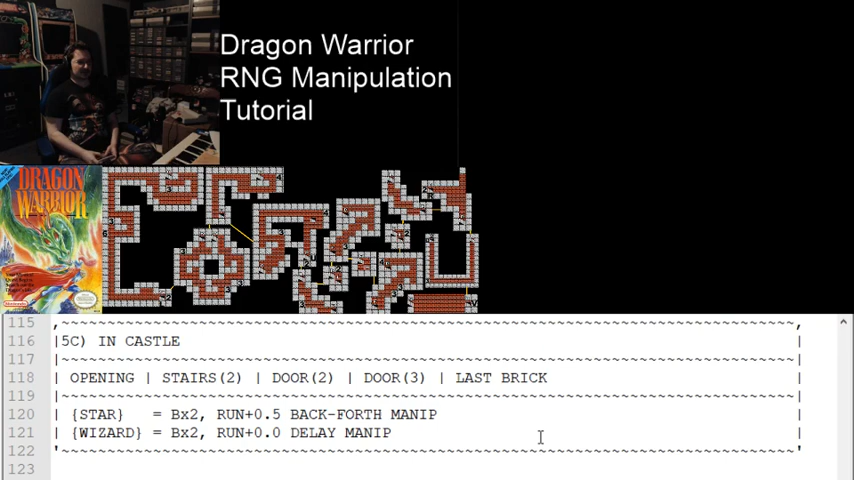 Dragon Warrior
RNG Manipulation
Tutorial
DRAGON
WARRIOR
Nintendo
115 ,~~~~~~~~~~~~~~~~~~~~~~~~~~~~~~~~~~~~~~~~~~~~~~~~~~~~~~~~~~~~~~~~~~~~~~~~~~~~~~~~,
116 |5C) IN CASTLE |
117 |~~~~~~~~~~~~~~~~~~~~~~~~~~~~~~~~~~~~~~~~~~~~~~~~~~~~~~~~~~~~~~~~~~~~~~~~~~~~~~~~|
118 | OPENING | STAIRS(2) | DOOR(2) | DOOR(3) | LAST BRICK |
119 |~~~~~~~~~~~~~~~~~~~~~~~~~~~~~~~~~~~~~~~~~~~~~~~~~~~~~~~~~~~~~~~~~~~~~~~~~~~~~~~~|
120 | {STAR} = Bx2, RUN+0.5 BACK-FORTH MANIP |
121 | {WIZARD} = Bx2, RUN+0.0 DELAY MANIP |
122 '~~~~~~~~~~~~~~~~~~~~~~~~~~~~~~~~~~~~~~~~~~~~~~~~~~~~~~~~~~~~~~~~~~~~~~~~~~~~~~~~'
123